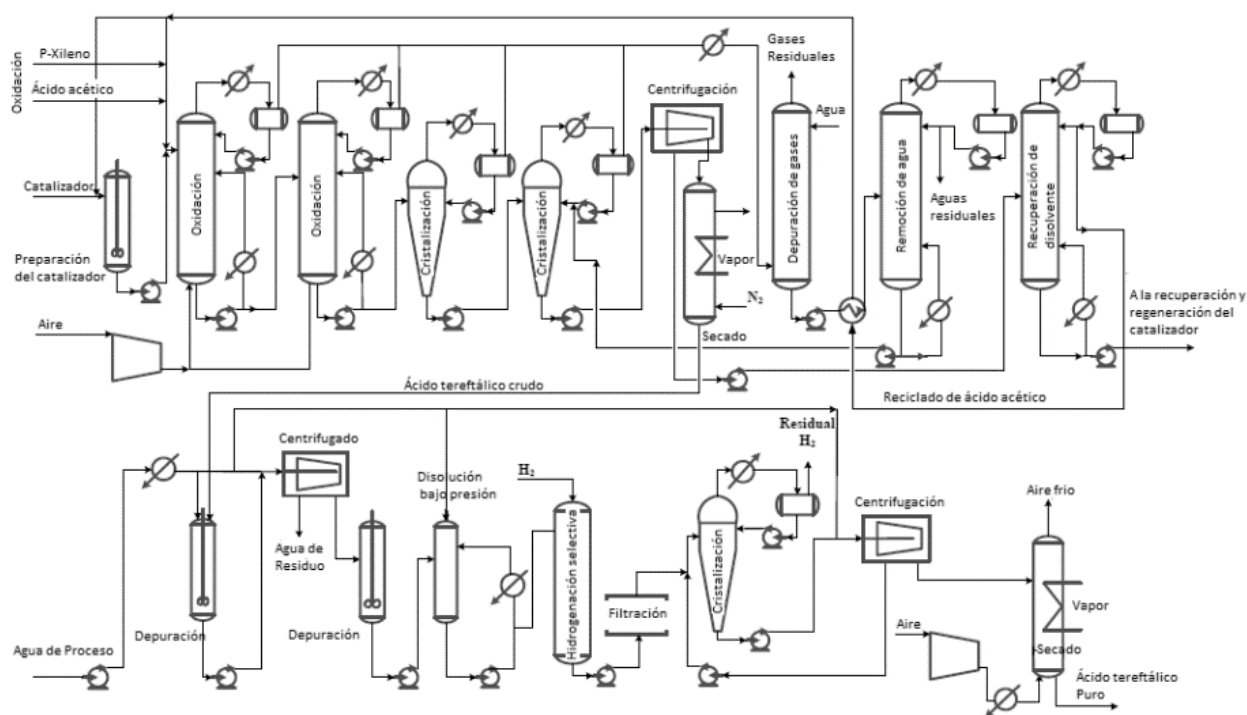 Oxidación
P-Xileno
Ácido acético
Catalizador
Preparación
del catalizador
Aire
Oxidación
Oxidación
Cristalización
Cristalización
Centrifugación
Vapor
N₂
Secado
Gases
Residuales
Agua
Depuración de gases
Remoción de agua
Aguas
residuales
Recuperación de
disolvente
A la recuperación y
regeneración del
catalizador
Reciclado de ácido acético
Ácido tereftálico crudo
Agua de Proceso
Depuración
Centrifugado
Agua de
Residuo
Depuración
Disolución
bajo presión
H₂
Hidrogenación selectiva
Filtración
Cristalización
Residual
H₂
Centrifugación
Aire
Aire frio
Vapor
Secado
Ácido tereftálico
Puro